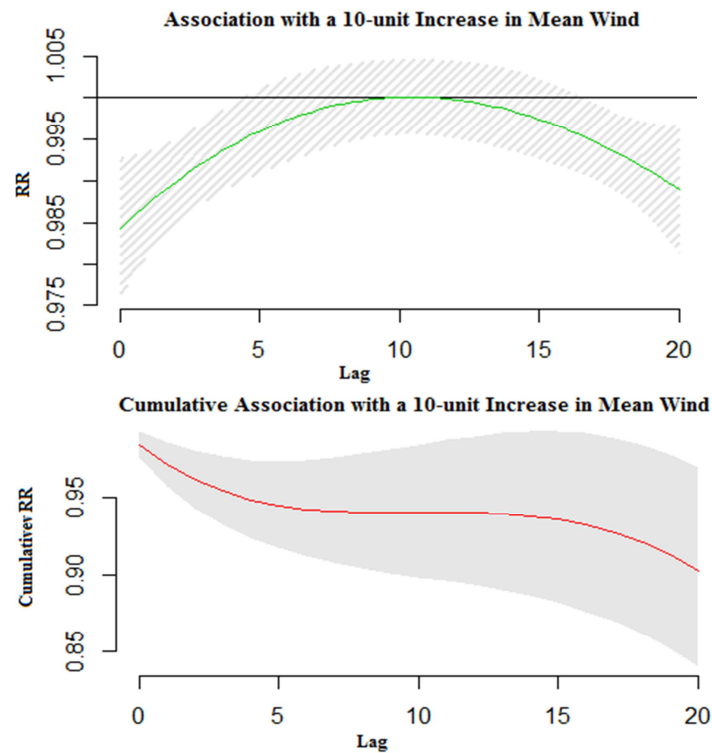 Association with a 10-unit Increase in Mean Wind
1.005
0.995
0.985
0.975
RR
0 5 10 15 20
Lag
Cumulative Association with a 10-unit Increase in Mean Wind
0.95
0.90
0.85
Cumulativev RR
0 5 10 15 20
Lag